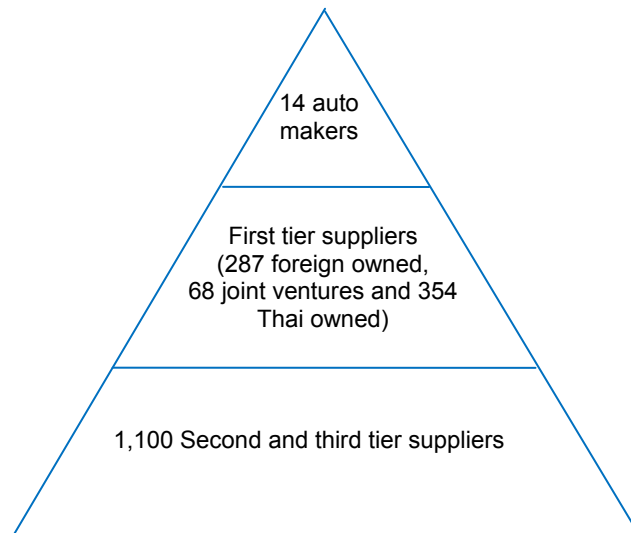 14 auto
makers
First tier suppliers
(287 foreign owned,
68 joint ventures and 354
Thai owned)
1,100 Second and third tier suppliers